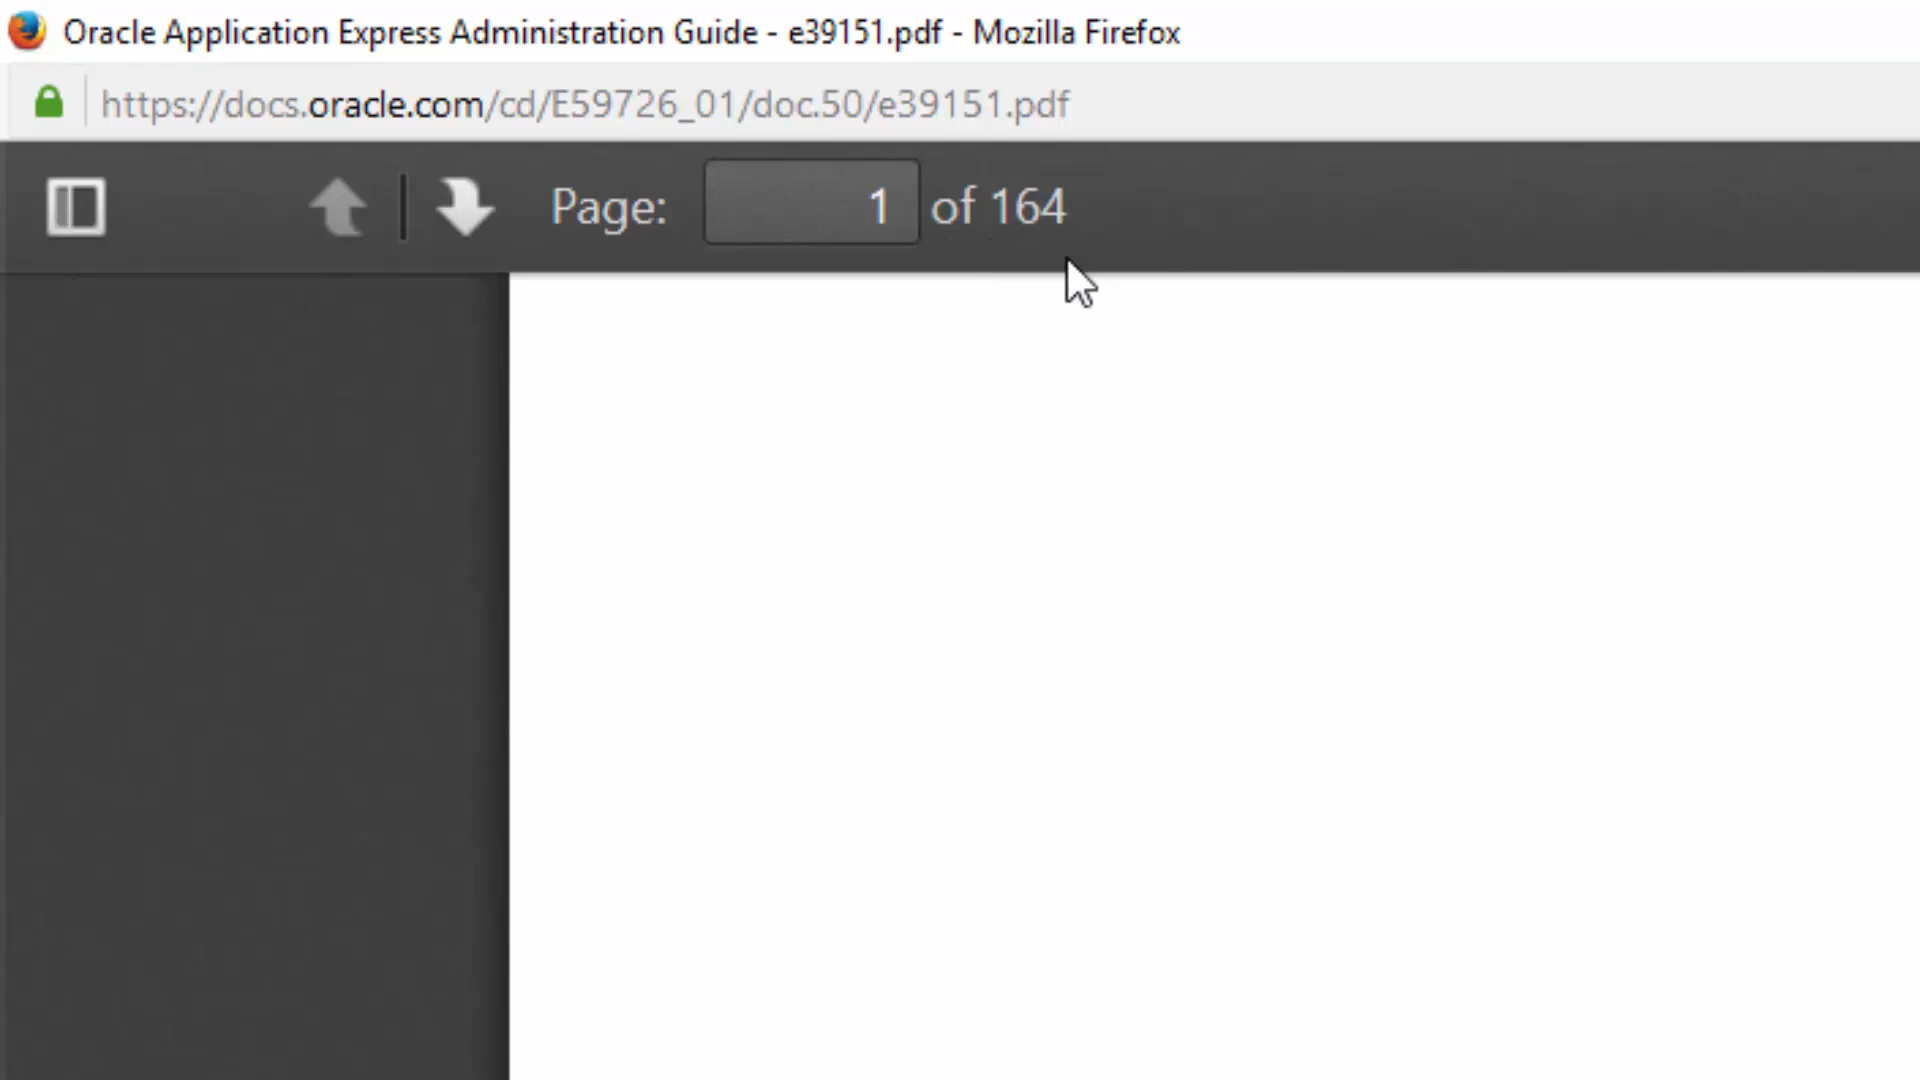 Oracle Application Express Administration Guide - e39151.pdf - Mozilla Firefox
https://docs.oracle.com/cd/E59726_01/doc.50/e39151.pdf
Page: 1 of 164